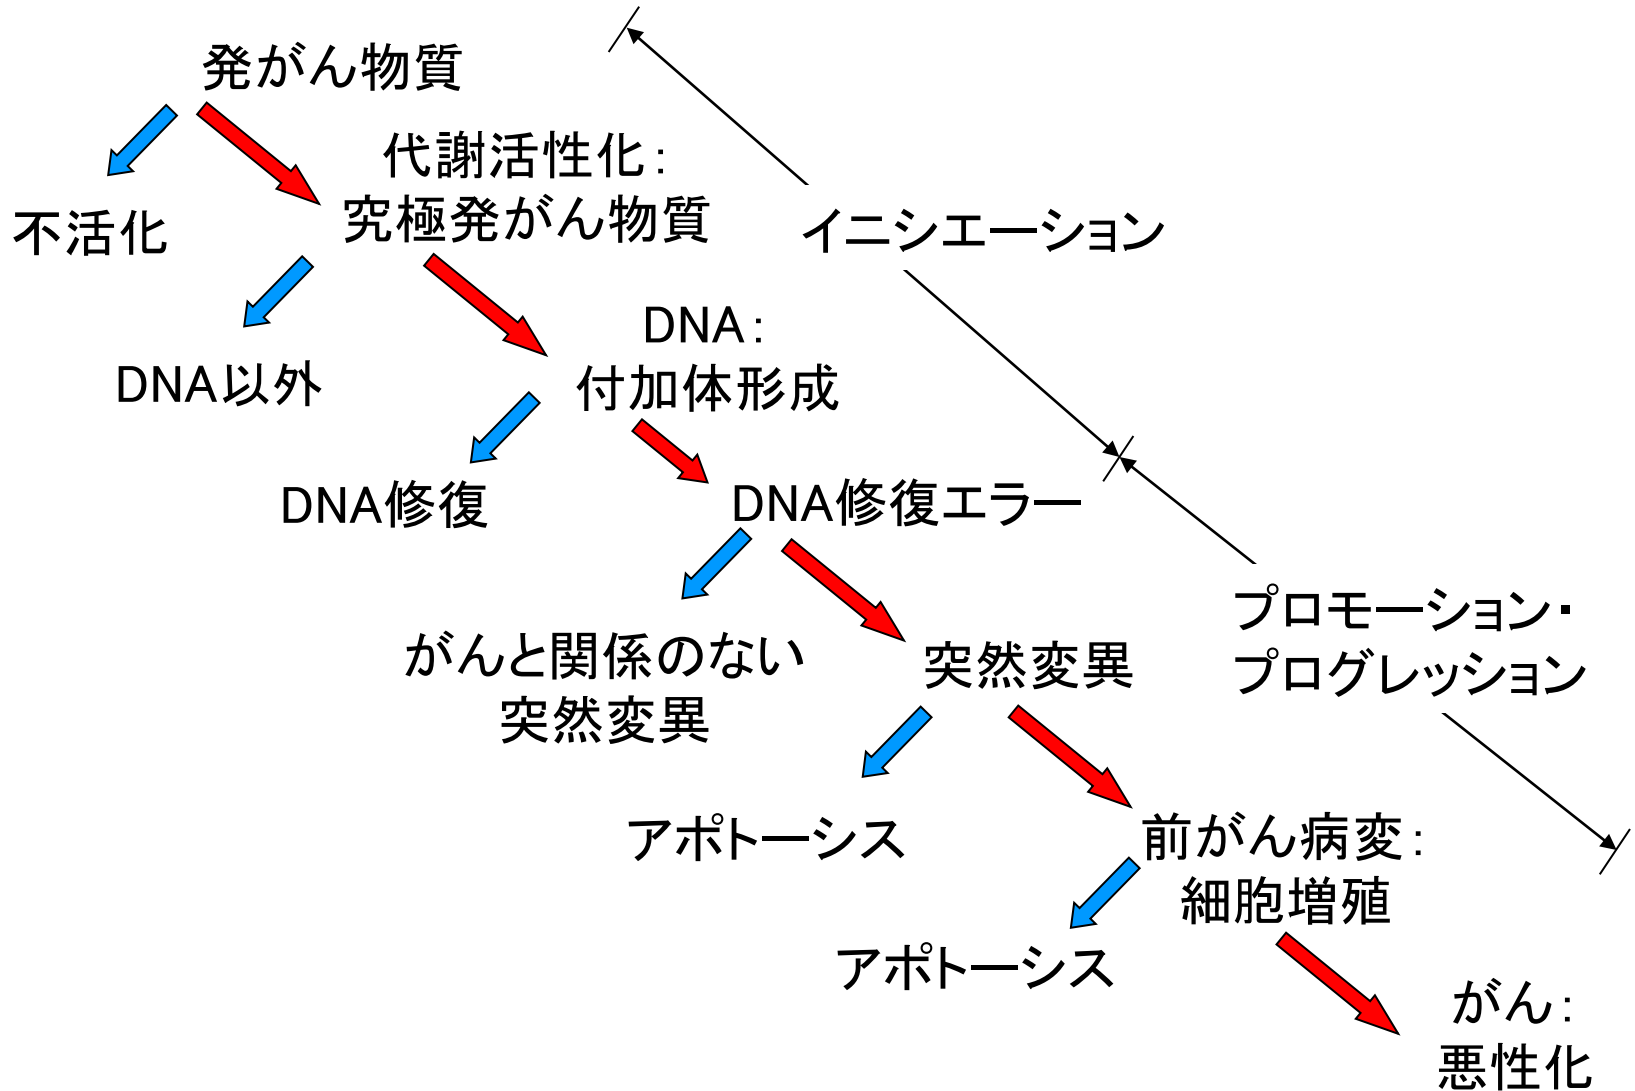 発がん物質
代謝活性化：
究極発がん物質
不活化
イニシエーション
DNA：
付加体形成
DNA以外
DNA修復
DNA修復エラー
プロモーション・
プログレッション
がんと関係のない
突然変異
突然変異
アポトーシス
前がん病変：
細胞増殖
アポトーシス
がん：
悪性化